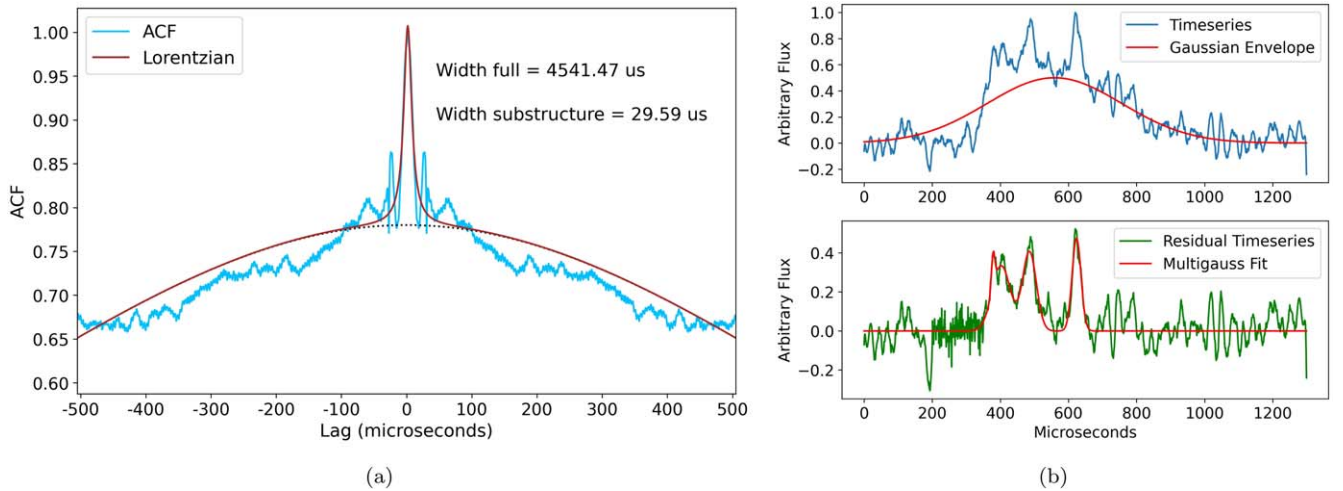 ACF
Lorentzian
Width full = 4541.47 us
Width substructure = 29.59 us
1.00
0.95
0.90
0.85
0.80
0.75
0.70
0.65
0.60
ACF
-500 -400 -300 -200 -100 0 100 200 300 400 500
Lag (microseconds)
(a)
Timeseries
Gaussian Envelope
1.0
0.8
0.6
0.4
0.2
0.0
−0.2
Arbitrary Flux
0 200 400 600 800 1000 1200
Residual Timeseries
Multigauss Fit
0.4
0.2
0.0
−0.2
Arbitrary Flux
0 200 400 600 800 1000 1200
Microseconds
(b)